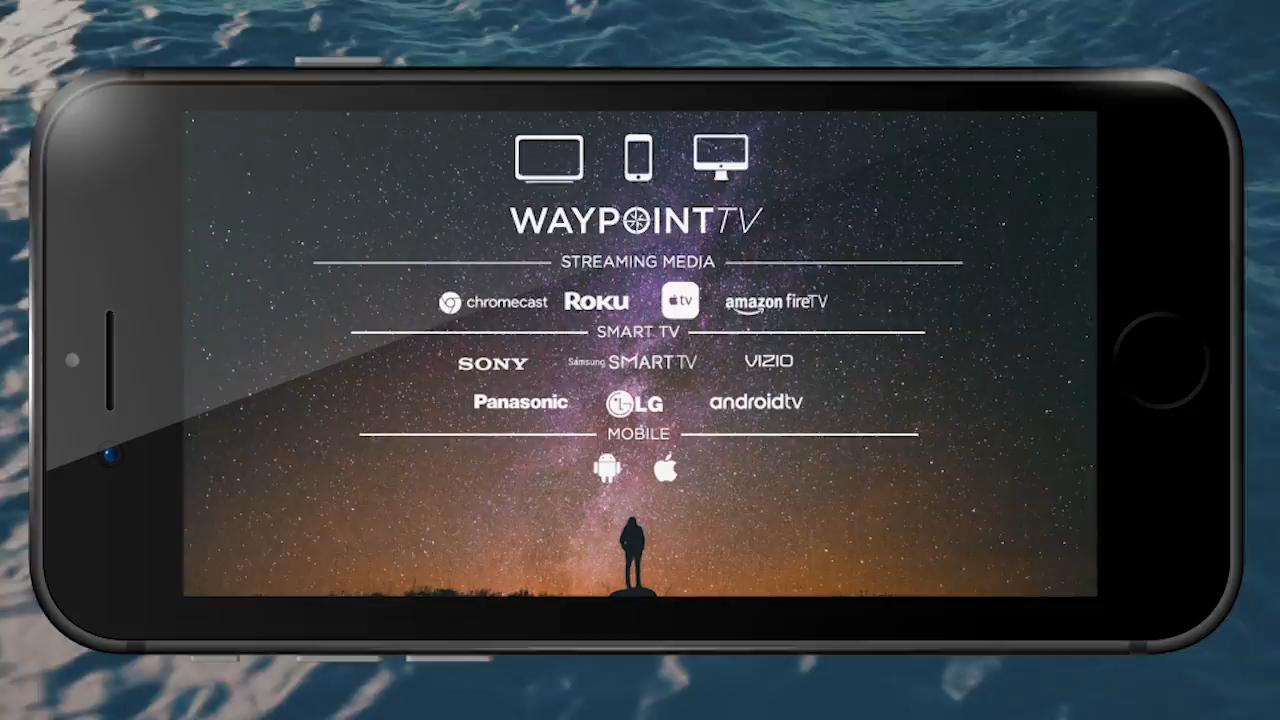 WAYPOINTTV
STREAMING MEDIA
chromecast Roku tv amazon fireTV
SMART TV
SONY Samsung SMART TV VIZIO
Panasonic LG androidtv
MOBILE